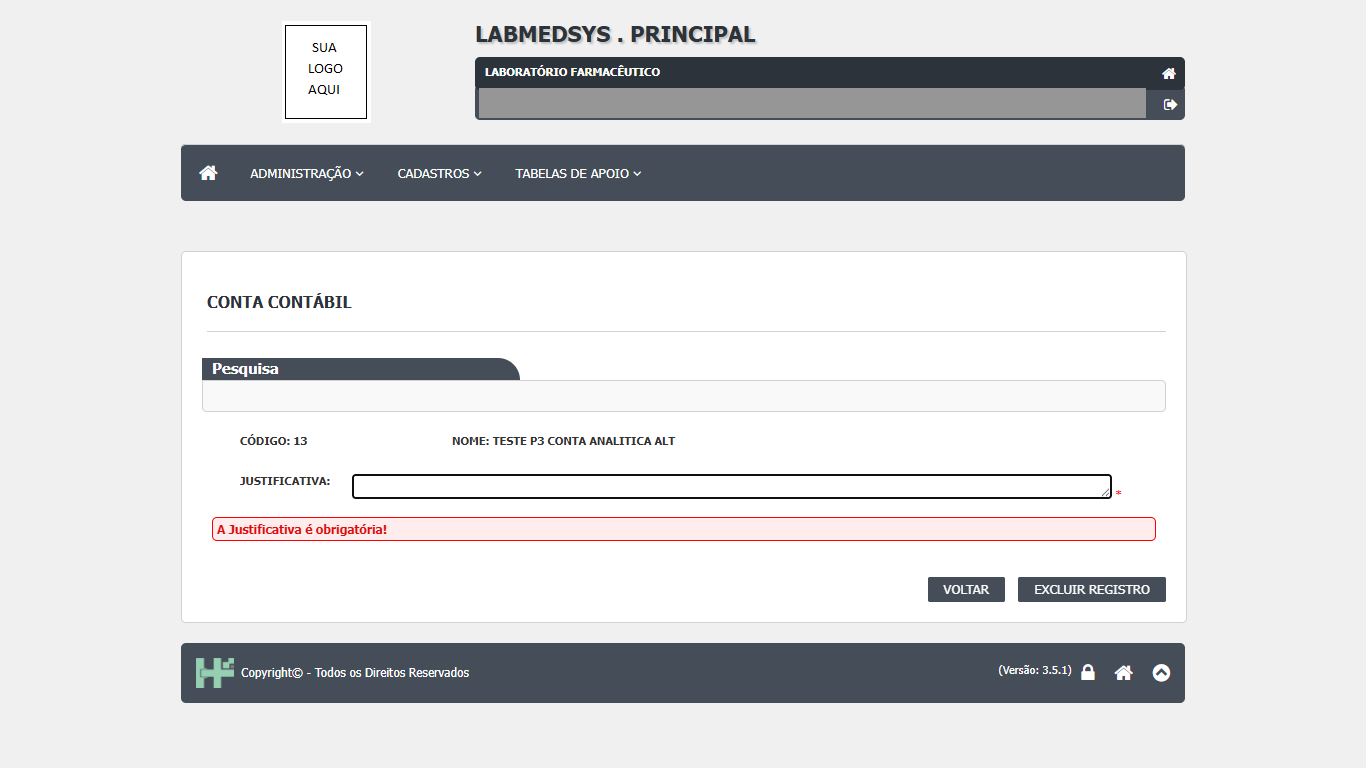 SUA
LOGO
AQUI
LABMEDSYS . PRINCIPAL
LABORATÓRIO FARMACÊUTICO
ADMINISTRAÇÃO CADASTROS TABELAS DE APOIO
CONTA CONTÁBIL
Pesquisa
CÓDIGO: 13 NOME: TESTE P3 CONTA ANALITICA ALT
JUSTIFICATIVA: *
A Justificativa é obrigatória!
VOLTAR EXCLUIR REGISTRO
Copyright© - Todos os Direitos Reservados (Versão: 3.5.1)